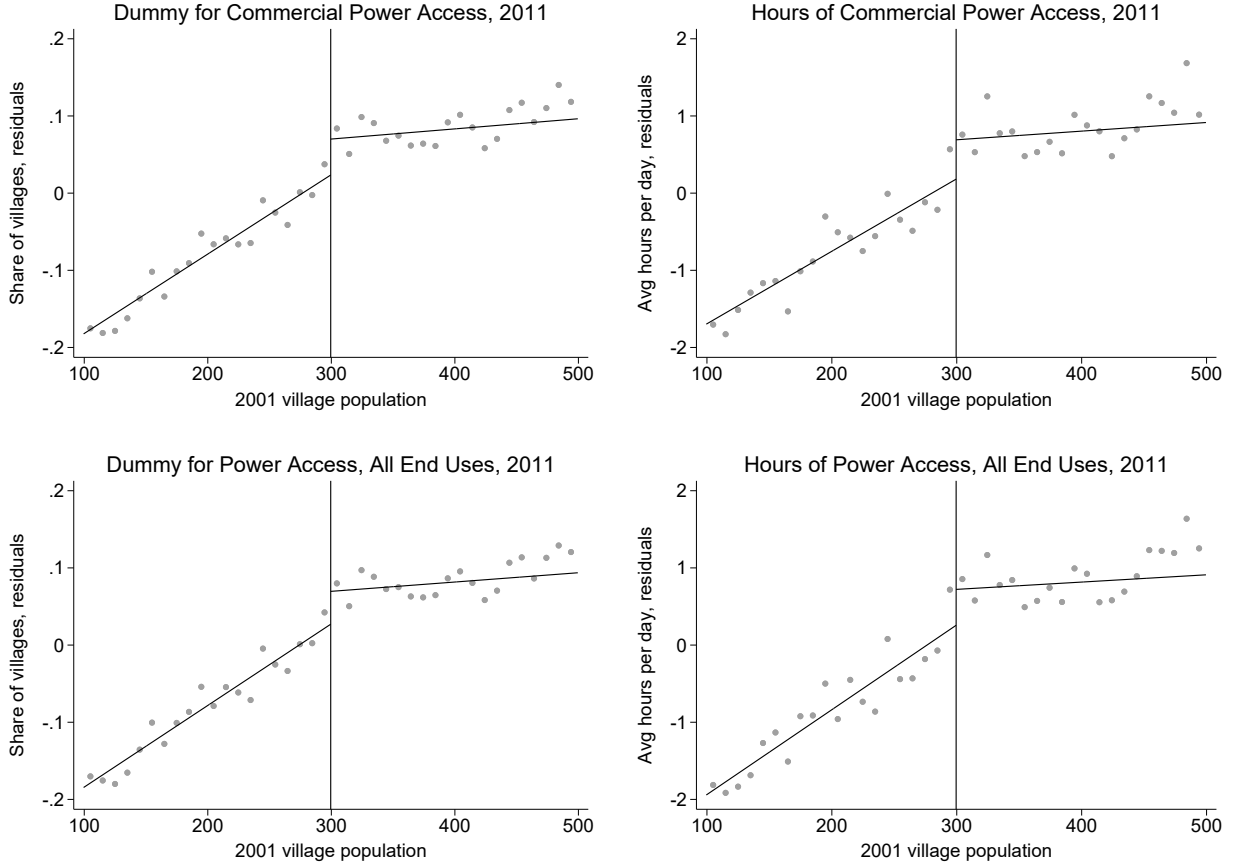 Dummy for Commercial Power Access, 2011
Share of villages, residuals
.2
.1
0
-.1
-.2
100 200 300 400 500
2001 village population
Hours of Commercial Power Access, 2011
Avg hours per day, residuals
2
1
0
-1
-2
100 200 300 400 500
2001 village population
Dummy for Power Access, All End Uses, 2011
Share of villages, residuals
.2
.1
0
-.1
-.2
100 200 300 400 500
2001 village population
Hours of Power Access, All End Uses, 2011
Avg hours per day, residuals
2
1
0
-1
-2
100 200 300 400 500
2001 village population